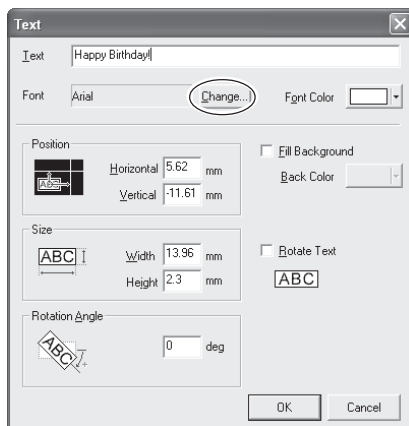 Text
Text Happy Birthday!
Font Arial Change... Font Color
Position
ABC
Horizontal 5.62 mm
Vertical -11.61 mm
Fill Background
Back Color
Size
ABC
Width 13.96 mm
Height 2.3 mm
Rotate Text
ABC
Rotation Angle
ABC
0 deg
OK Cancel